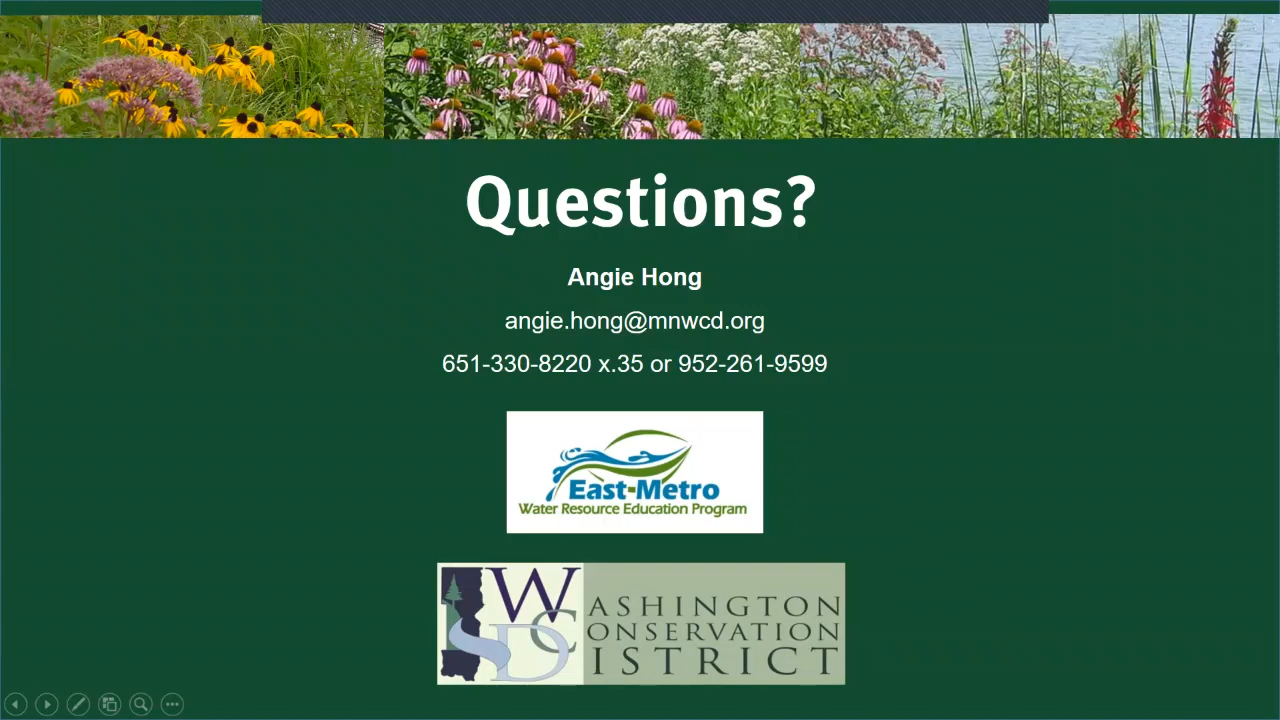 Questions?
Angie Hong
angie.hong@mnwcd.org
651-330-8220 x.35 or 952-261-9599
East-Metro
Water Resource Education Program
WASHINGTON
CONSERVATION
DISTRICT